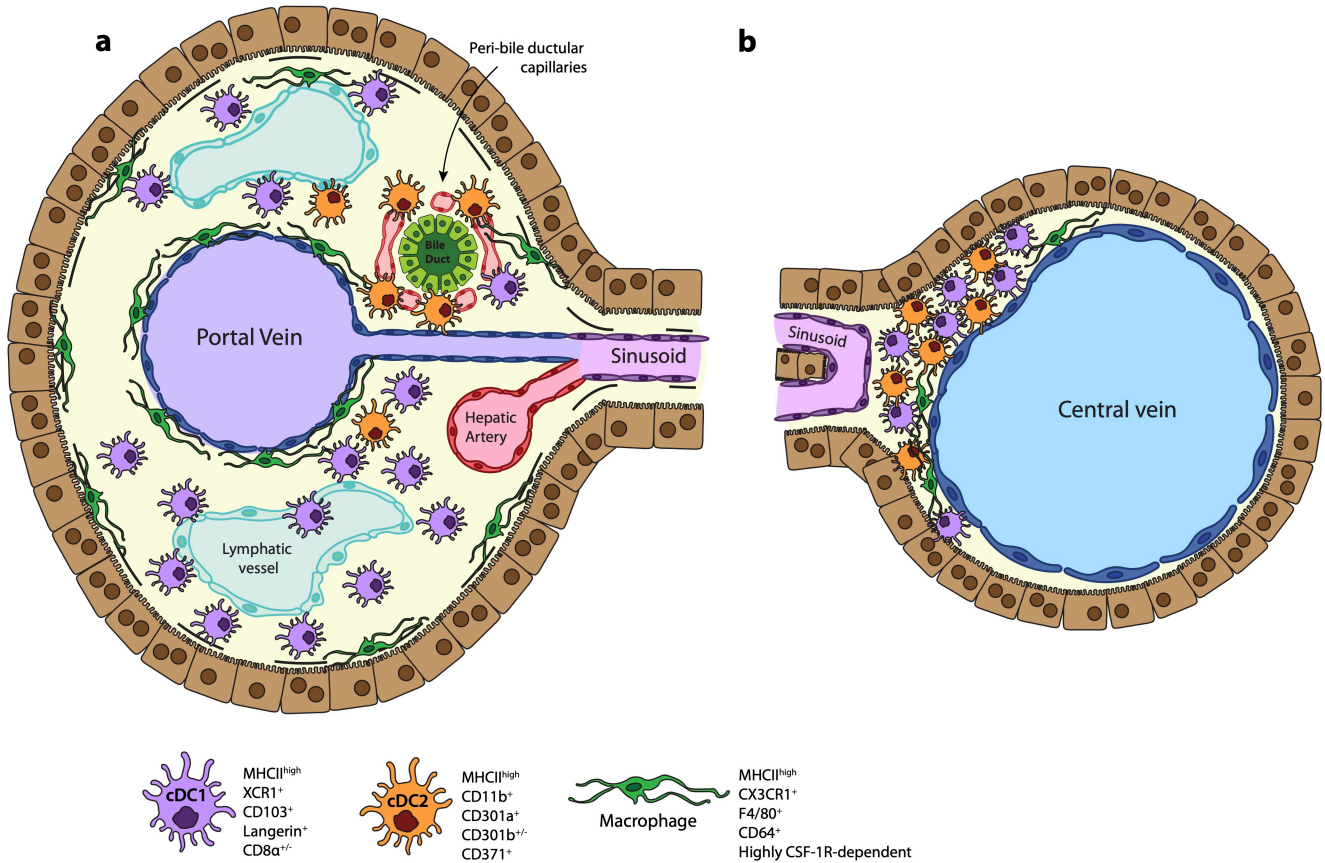 a
b
Peri-bile ductular
capillaries
Bile
Duct
Portal Vein
Sinusoid
Hepatic
Artery
Lymphatic
vessel
Sinusoid
Central vein
cDC1
MHCIIhigh
XCR1+
CD103+
Langerin+
CD8α+/-
cDC2
MHCIIhigh
CD11b+
CD301a+
CD301b+/-
CD371+
Macrophage
MHCIIhigh
CX3CR1+
F4/80+
CD64+
Highly CSF-1R-dependent